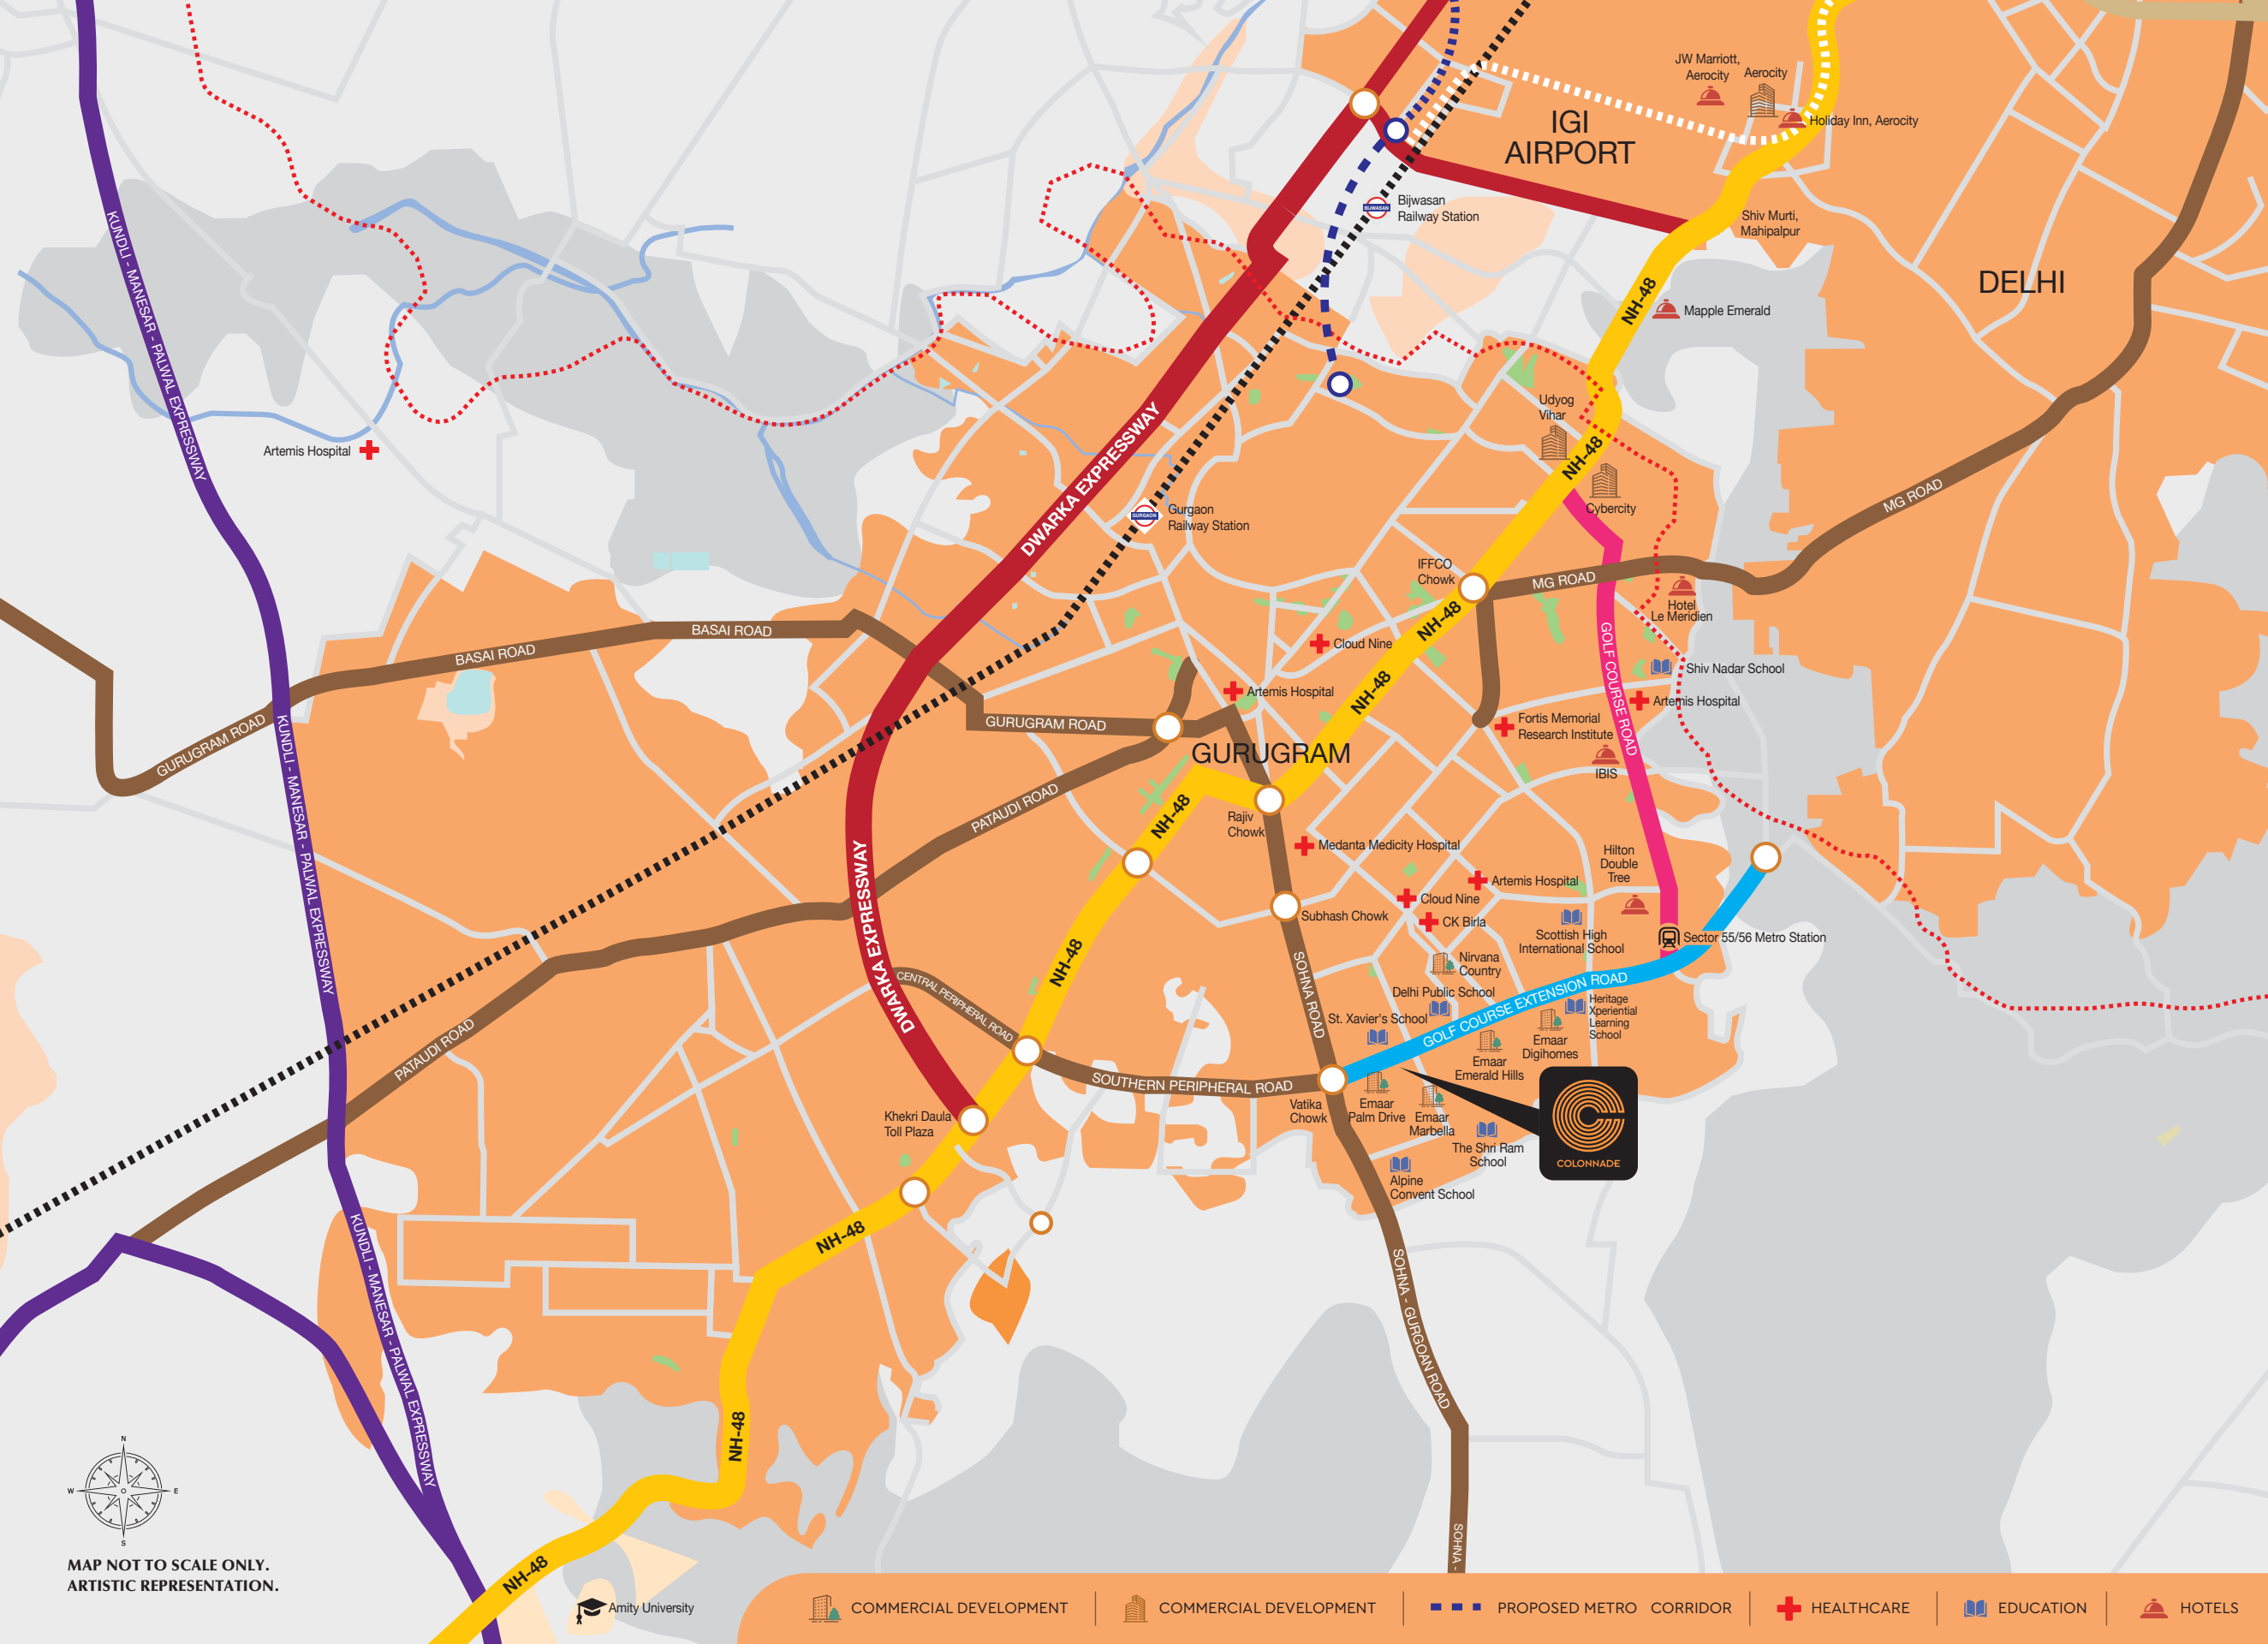 JW Marriott,
Aerocity
Aerocity
Holiday Inn, Aerocity
IGI
AIRPORT
BIJWASAN
Bijwasan
Railway Station
Shiv Murti,
Mahipalpur
DELHI
KUNDLI - MANESAR - PALWAL EXPRESSWAY
NH-48
Mapple Emerald
Udyog
Vihar
NH-48
Artemis Hospital
DWARKA EXPRESSWAY
Cybercity
MG ROAD
GURGAON
Gurgaon
Railway Station
IFFCO
Chowk
MG ROAD
Hotel
Le Meridien
NH-48
BASAI ROAD
BASAI ROAD
Cloud Nine
GOLF COURSE ROAD
Shiv Nadar School
NH-48
Artemis Hospital
Artemis Hospital
GURUGRAM ROAD
GURUGRAM ROAD
Fortis Memorial
Research Institute
GURUGRAM
IBIS
KUNDLI - MANESAR - PALWAL EXPRESSWAY
PATAUDI ROAD
NH-48
Rajiv
Chowk
Medanta Medicity Hospital
Hilton
Double
Tree
Artemis Hospital
Cloud Nine
CK Birla
Subhash Chowk
Scottish High
International School
Sector 55/56 Metro Station
DWARKA EXPRESSWAY
NH-48
SOHNA ROAD
Nirvana
Country
CENTRAL PERIPHERAL ROAD
Delhi Public School
GOLF COURSE EXTENSION ROAD
St. Xavier's School
Heritage
Xperiential
Learning
School
Emaar
Digihomes
PATAUDI ROAD
Emaar
Emerald Hills
SOUTHERN PERIPHERAL ROAD
Khekri Daula
Toll Plaza
Vatika
Chowk
Emaar
Palm Drive
Emaar
Marbella
The Shri Ram
School
COLONNADE
Alpine
Convent School
NH-48
KUNDLI - MANESAR - PALWAL EXPRESSWAY
SOHNA - GURGOAN ROAD
NH-48
N
W
E
S
SOHNA -
MAP NOT TO SCALE ONLY.
ARTISTIC REPRESENTATION.
NH-48
Amity University
COMMERCIAL DEVELOPMENT
COMMERCIAL DEVELOPMENT
PROPOSED METRO CORRIDOR
HEALTHCARE
EDUCATION
HOTELS